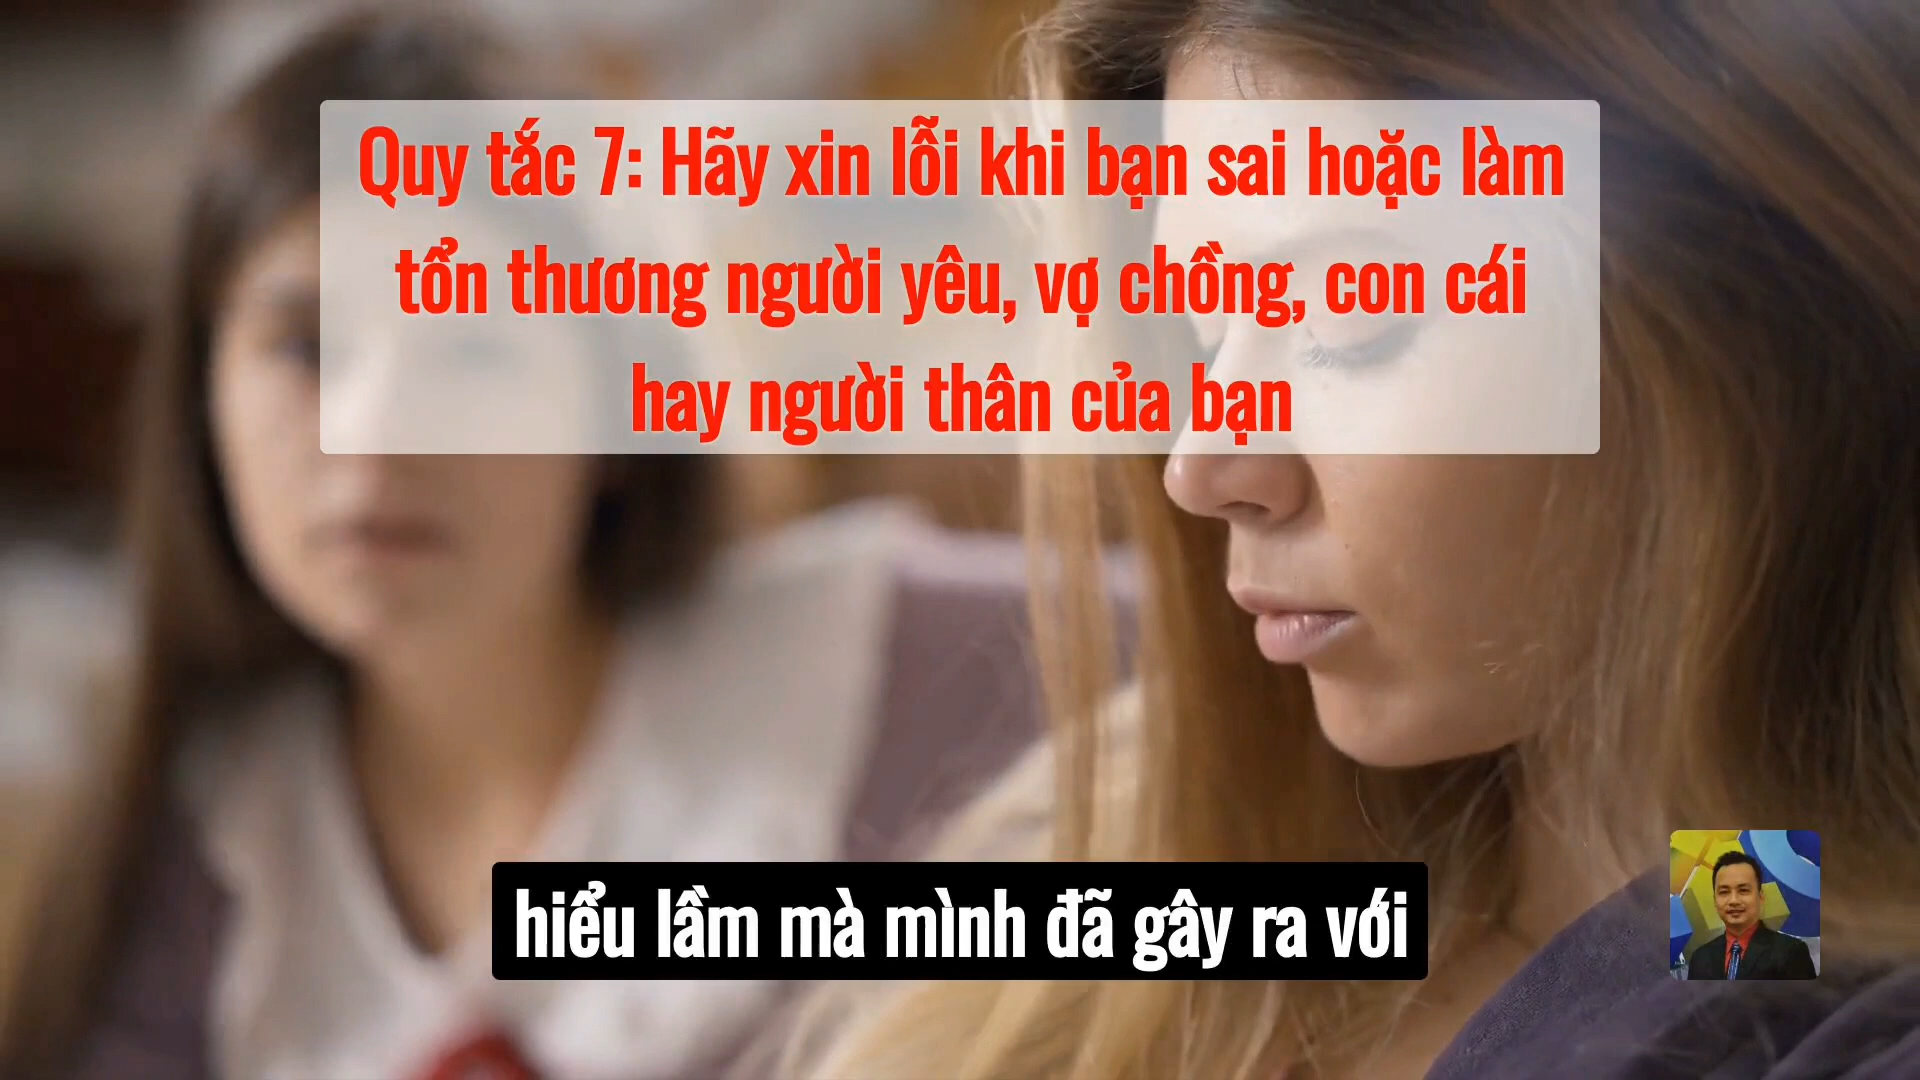 Quy tắc 7: Hãy xin lỗi khi bạn sai hoặc làm
tổn thương người yêu, vợ chồng, con cái
hay người thân của bạn
hiểu lầm mà mình đã gây ra với